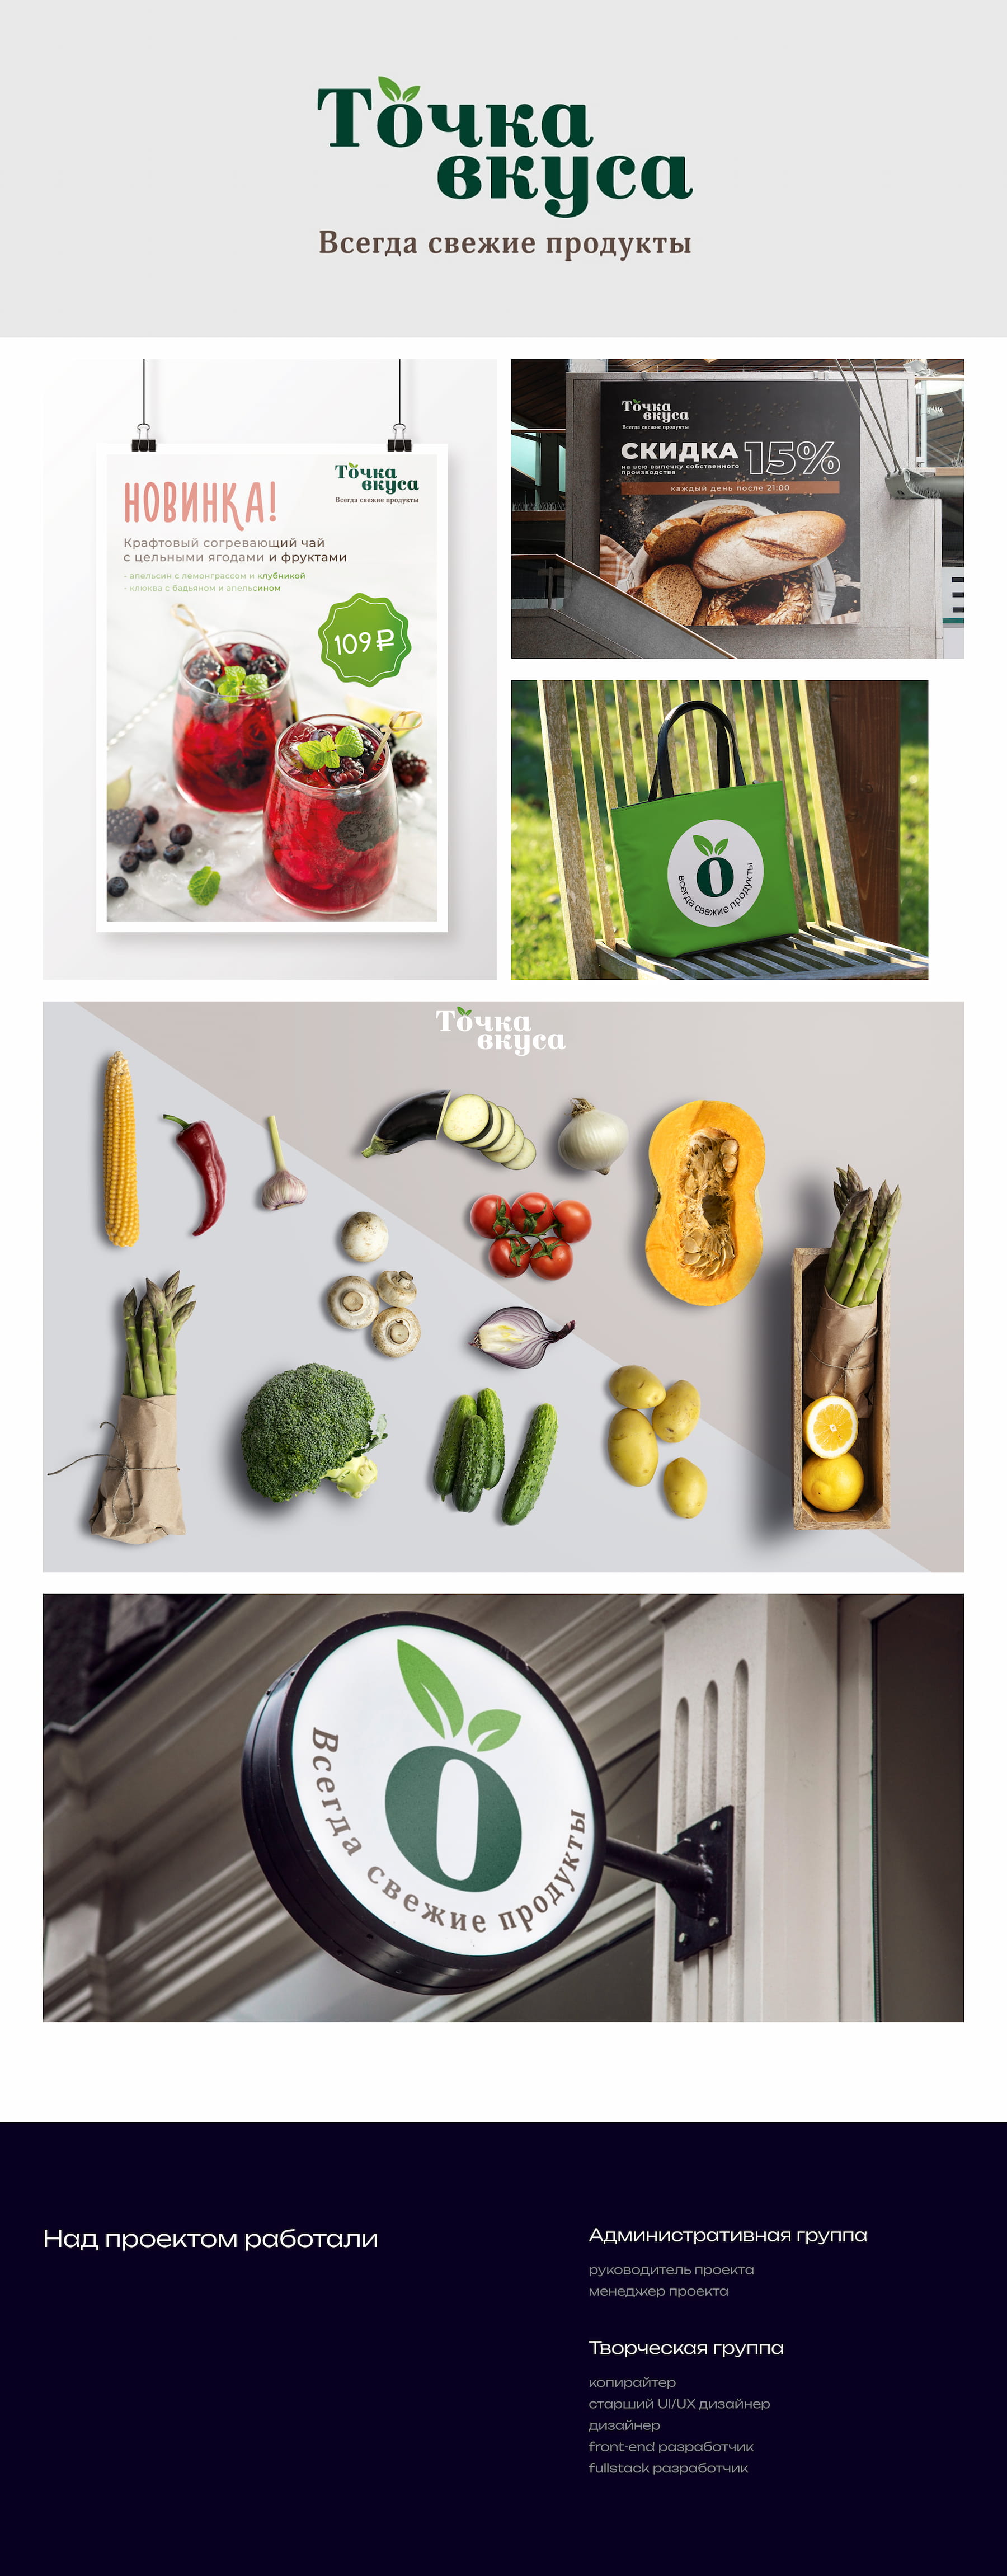 Точка
вкуса
Всегда свежие продукты
Точка
вкуса
Всегда свежие продукты
НОВИНКА!
Крафтовый согревающий чай
с цельными ягодами и фруктами
- апельсин с лемонграссом и клубникой
- клюква с бадьяном и апельсином
109 ₽
Точка
вкуса
Всегда свежие продукты
СКИДКА 15%
на всю выпечку собственного
производства
каждый день после 21:00
О
всегда свежие продукты
Точка
вкуса
О
Всегда свежие продукты
Над проектом работали
Административная группа
руководитель проекта
менеджер проекта
Творческая группа
копирайтер
старший UI/UX дизайнер
дизайнер
front-end разработчик
fullstack разработчик